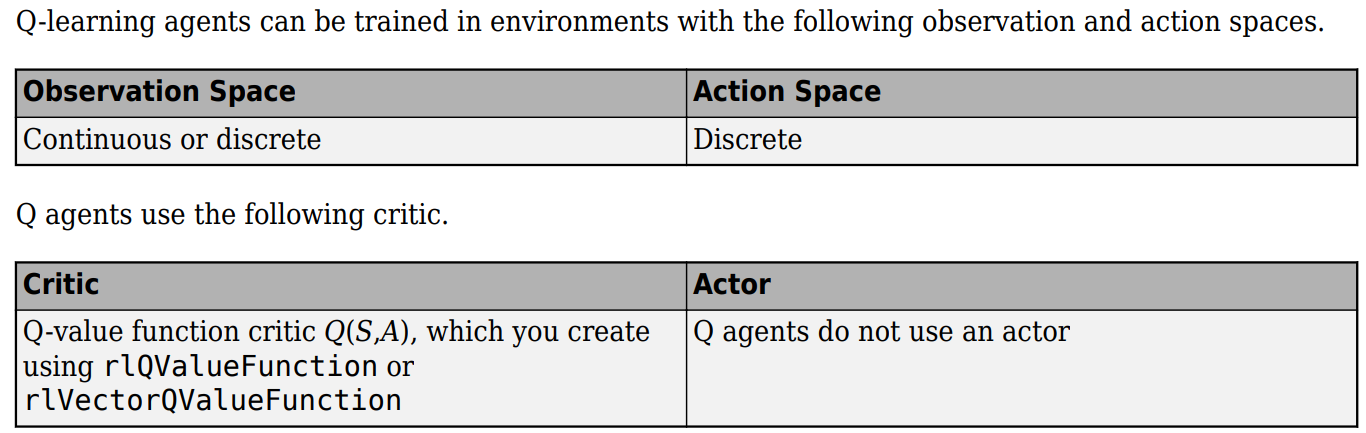 Q-learning agents can be trained in environments with the following observation and action spaces.
Observation Space
Action Space
Continuous or discrete
Discrete
Q agents use the following critic.
Critic
Actor
Q-value function critic Q(S,A), which you create
using rlQValueFunction or
rlVectorQValueFunction
Q agents do not use an actor